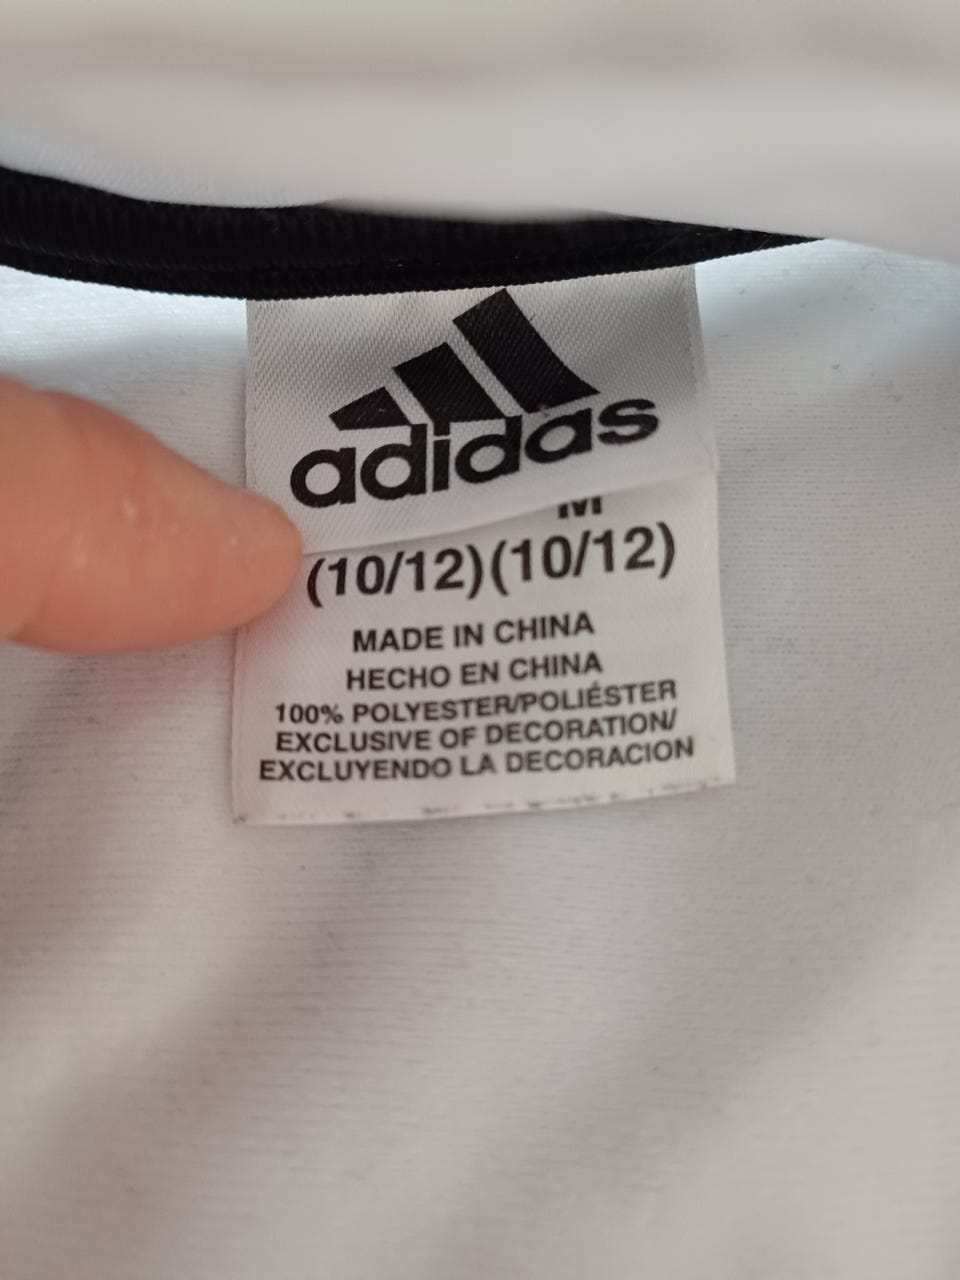 adidas
M
(10/12) (10/12)
MADE IN CHINA
HECHO EN CHINA
100% POLYESTER/POLIÉSTER
EXCLUSIVE OF DECORATION/
EXCLUYENDO LA DECORACION